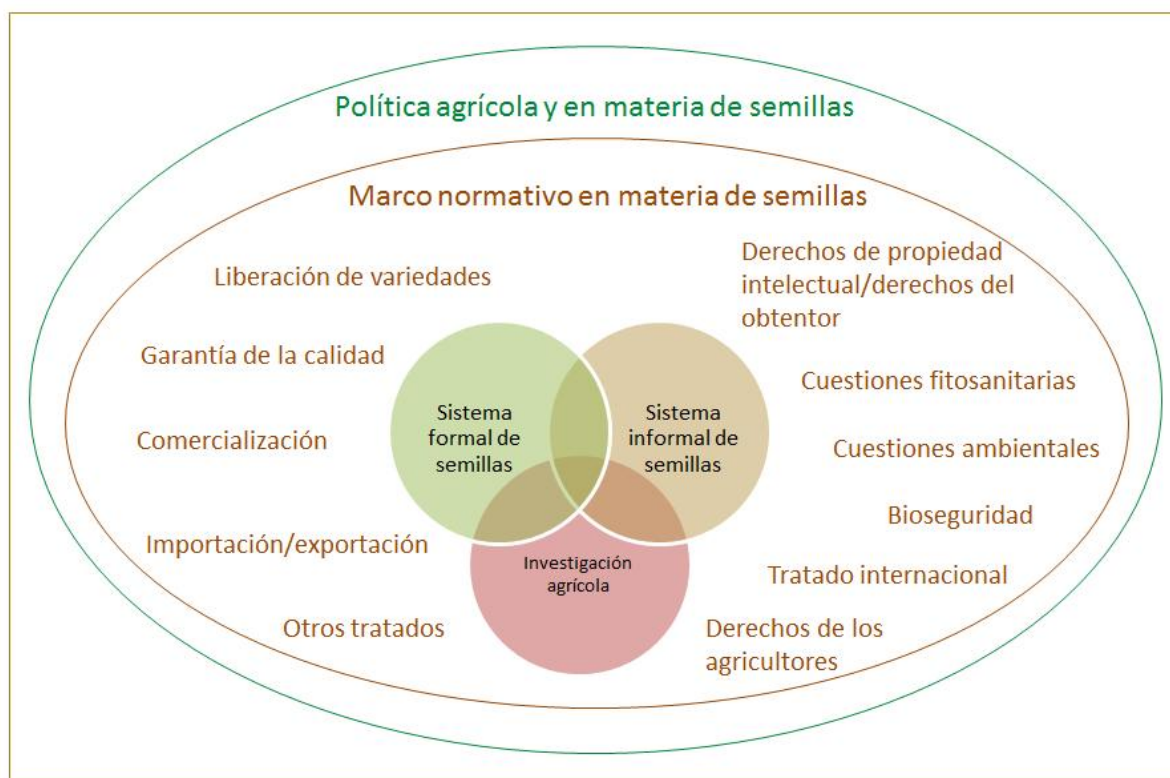 Política agrícola y en materia de semillas
Marco normativo en materia de semillas
Liberación de variedades
Derechos de propiedad
intelectual/derechos del
obtentor
Garantía de la calidad
Cuestiones fitosanitarias
Comercialización
Sistema
formal de
semillas
Sistema
informal de
semillas
Cuestiones ambientales
Bioseguridad
Importación/exportación
Investigación
agrícola
Tratado internacional
Otros tratados
Derechos de los
agricultores